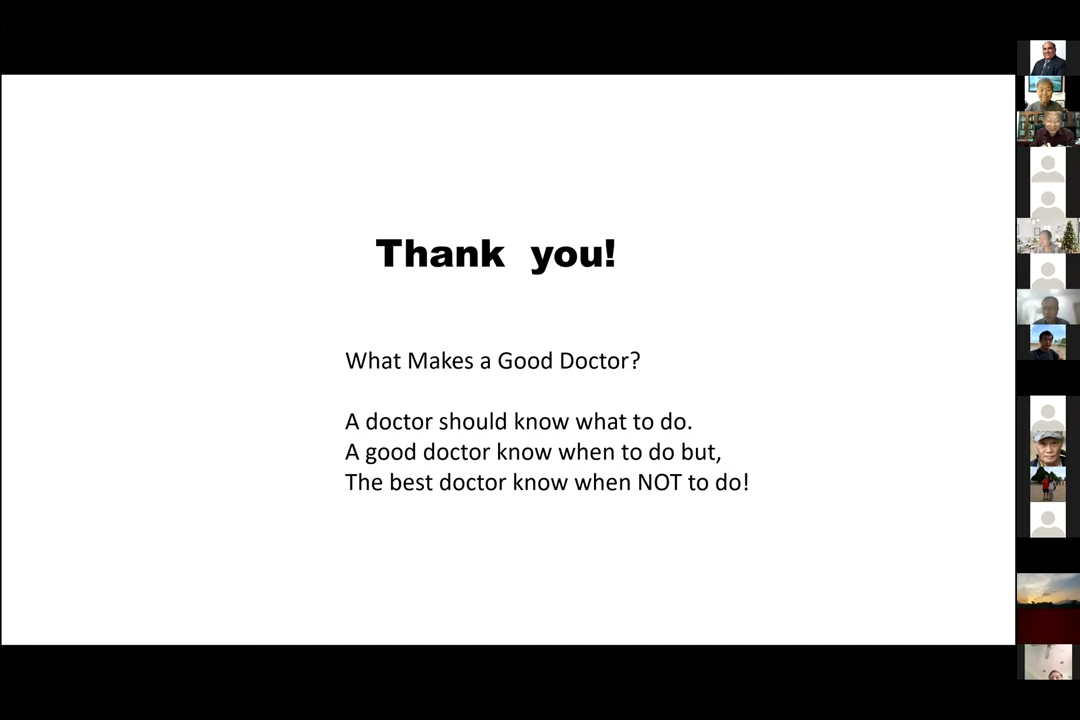 Thank you!
What Makes a Good Doctor?
A doctor should know what to do.
A good doctor know when to do but,
The best doctor know when NOT to do!